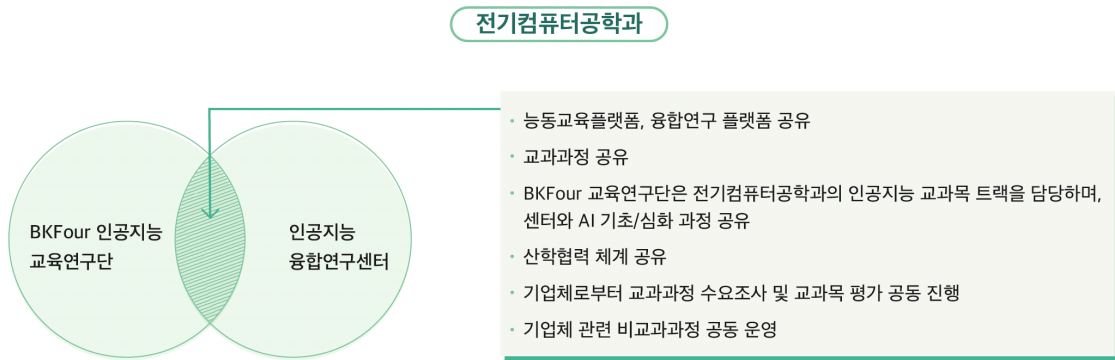 전기컴퓨터공학과
BKFour 인공지능
교육연구단
인공지능
융합연구센터
· 능동교육플랫폼, 융합연구 플랫폼 공유
· 교과과정 공유
· BKFour 교육연구단은 전기컴퓨터공학과의 인공지능 교과목 트랙을 담당하며,
센터와 AI 기초/심화 과정 공유
· 산학협력 체계 공유
· 기업체로부터 교과과정 수요조사 및 교과목 평가 공동 진행
· 기업체 관련 비교과과정 공동 운영